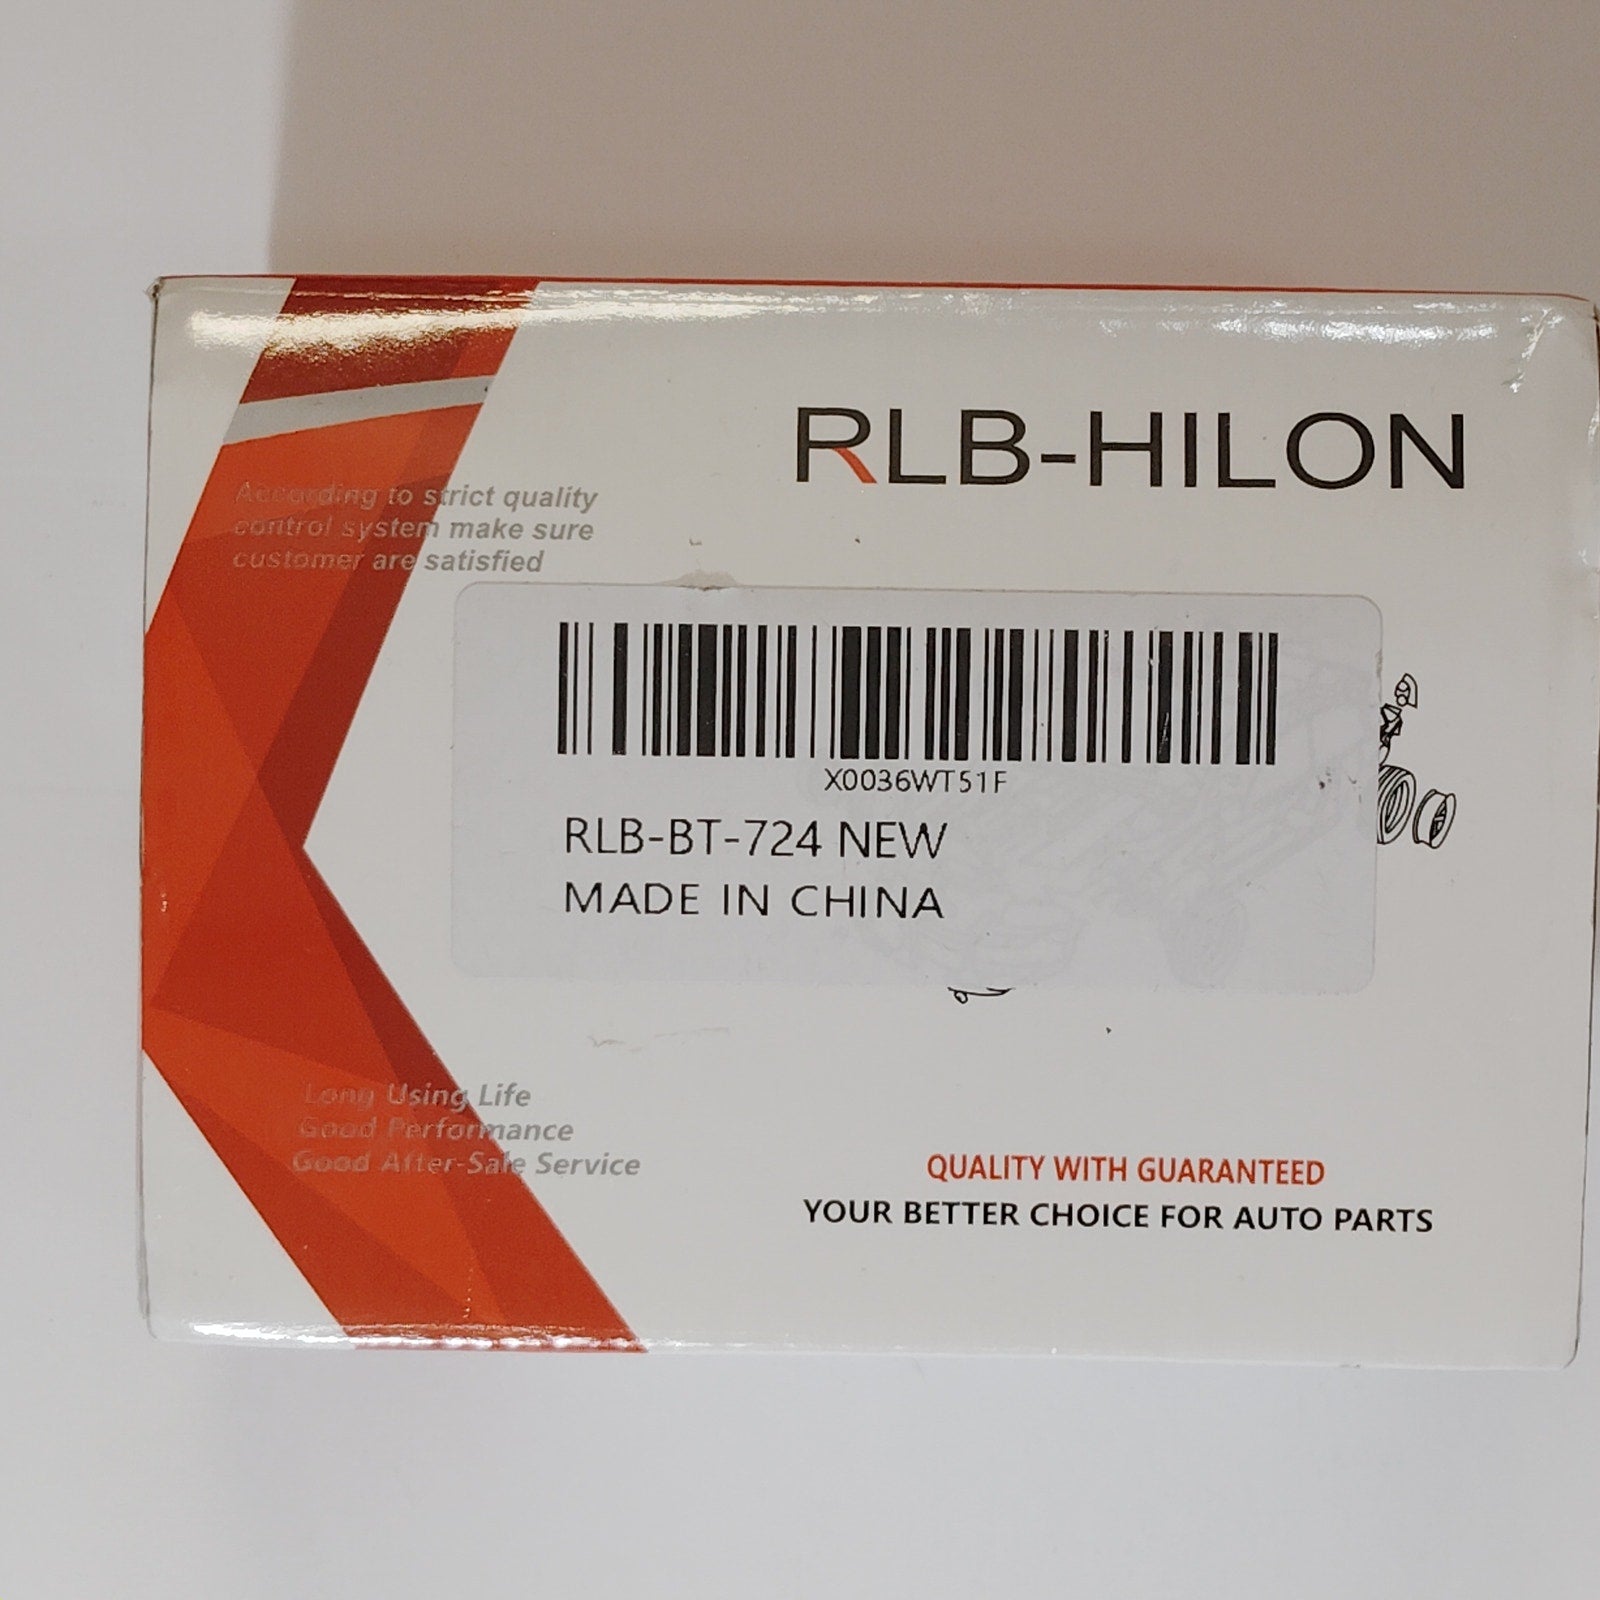 RLB-HILON
According to strict quality
control system make sure
customer are satisfied
X0036WT51F
RLB-BT-724 NEW
MADE IN CHINA
Long Using Life
Good Performance
Good After-Sale Service
QUALITY WITH GUARANTEED
YOUR BETTER CHOICE FOR AUTO PARTS